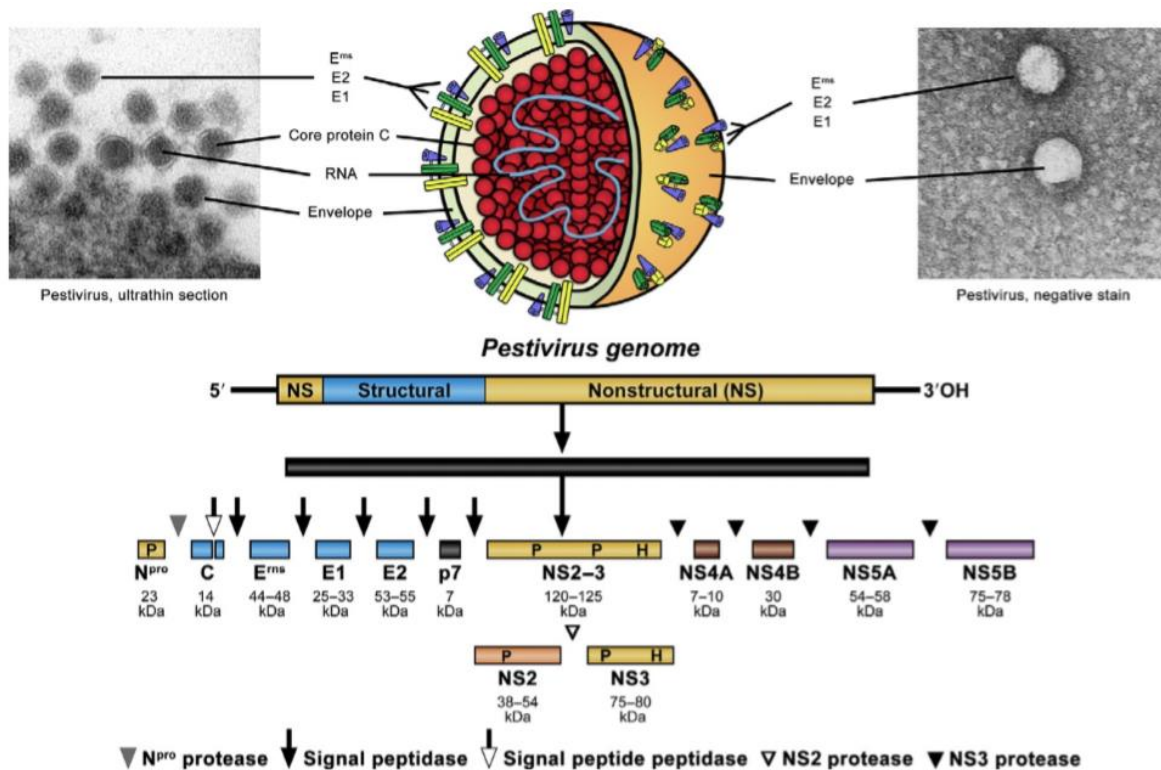 Eʳⁿˢ
E2
E1
Core protein C
RNA
Envelope
Pestivirus, ultrathin section
Eʳⁿˢ
E2
E1
Envelope
Pestivirus, negative stain
Pestivirus genome
5′ NS Structural Nonstructural (NS) 3′OH
P P P H
Nᵖʳᵒ C Eʳⁿˢ E1 E2 p7 NS2–3 NS4A NS4B NS5A NS5B
23 14 44–48 25–33 53–55 7 120–125 7–10 30 54–58 75–78
kDa kDa kDa kDa kDa kDa kDa kDa kDa kDa kDa
P P H
NS2 NS3
38–54 75–80
kDa kDa
Nᵖʳᵒ protease Signal peptidase Signal peptide peptidase NS2 protease NS3 protease